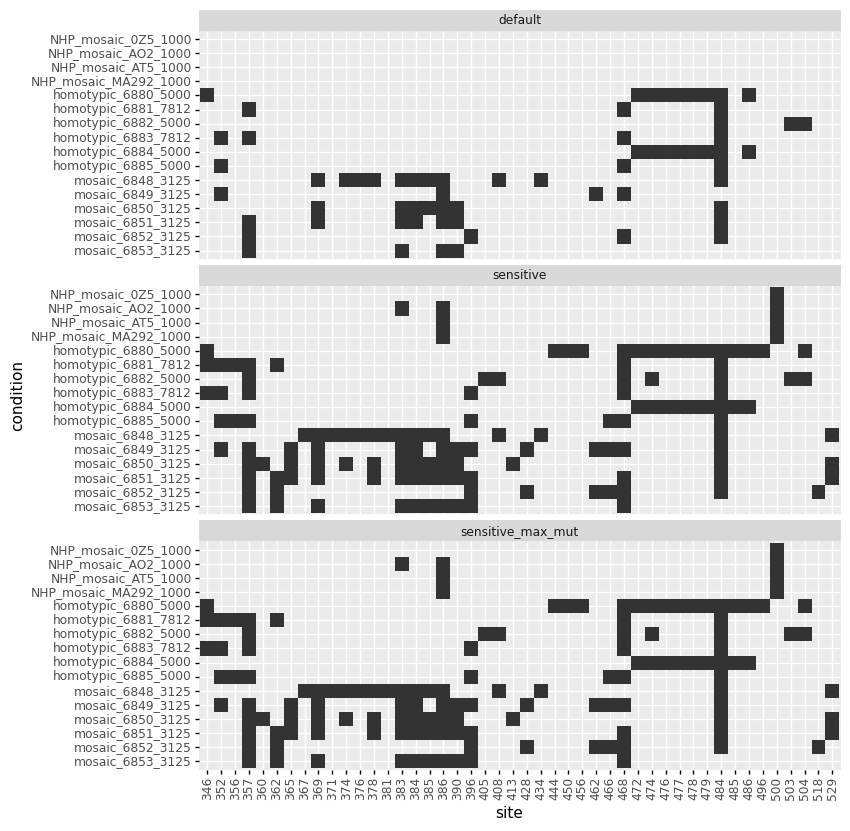 default
NHP_mosaic_0Z5_1000
NHP_mosaic_AO2_1000
NHP_mosaic_AT5_1000
NHP_mosaic_MA292_1000
homotypic_6880_5000
homotypic_6881_7812
homotypic_6882_5000
homotypic_6883_7812
homotypic_6884_5000
homotypic_6885_5000
mosaic_6848_3125
mosaic_6849_3125
mosaic_6850_3125
mosaic_6851_3125
mosaic_6852_3125
mosaic_6853_3125
sensitive
NHP_mosaic_0Z5_1000
NHP_mosaic_AO2_1000
NHP_mosaic_AT5_1000
NHP_mosaic_MA292_1000
homotypic_6880_5000
homotypic_6881_7812
homotypic_6882_5000
homotypic_6883_7812
homotypic_6884_5000
homotypic_6885_5000
mosaic_6848_3125
mosaic_6849_3125
mosaic_6850_3125
mosaic_6851_3125
mosaic_6852_3125
mosaic_6853_3125
condition
sensitive_max_mut
NHP_mosaic_0Z5_1000
NHP_mosaic_AO2_1000
NHP_mosaic_AT5_1000
NHP_mosaic_MA292_1000
homotypic_6880_5000
homotypic_6881_7812
homotypic_6882_5000
homotypic_6883_7812
homotypic_6884_5000
homotypic_6885_5000
mosaic_6848_3125
mosaic_6849_3125
mosaic_6850_3125
mosaic_6851_3125
mosaic_6852_3125
mosaic_6853_3125
346 352 356 357 360 362 365 367 369 371 374 376 378 381 383 384 385 386 390 396 405 408 413 428 434 444 450 456 462 466 468 472 474 476 477 478 479 484 485 486 496 500 503 504 518 529
site